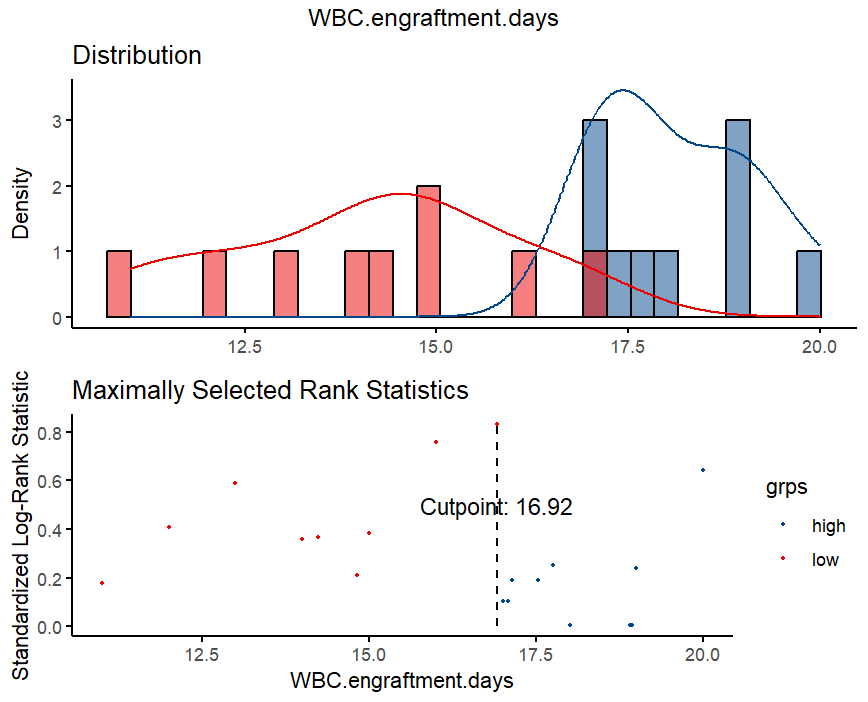 WBC.engraftment.days
Distribution
Density
3
2
1
0
12.5 15.0 17.5 20.0
Maximally Selected Rank Statistics
Standardized Log-Rank Statistic
0.8
0.6
0.4
0.2
0.0
Cutpoint: 16.92
12.5 15.0 17.5 20.0
WBC.engraftment.days
grps
high
low